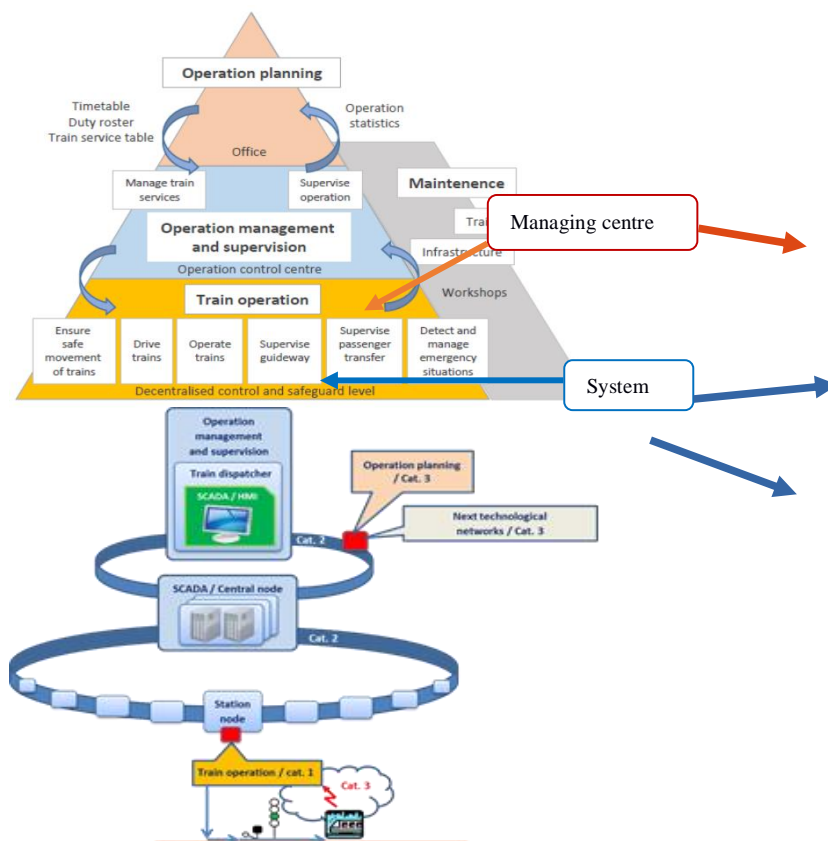 Operation planning
Timetable
Duty roster
Train service table
Operation
statistics
Office
Manage train
services
Supervise
operation
Maintenence
Managing centre
Trai
Operation management
and supervision
Infrastructure
Operation control centre
Train operation
Workshops
Ensure
safe
movement
of trains
Drive
trains
Operate
trains
Supervise
guideway
Supervise
passenger
transfer
Detect and
manage
emergency
situations
System
Decentralised control and safeguard level
Operation
management
and supervision
Train dispatcher
SCADA / HMI
Operation planning
/ Cat. 3
Next technological
networks / Cat. 3
Cat. 2
SCADA / Central node
Cat. 2
Station
node
Train operation / cat. 1
Cat. 3